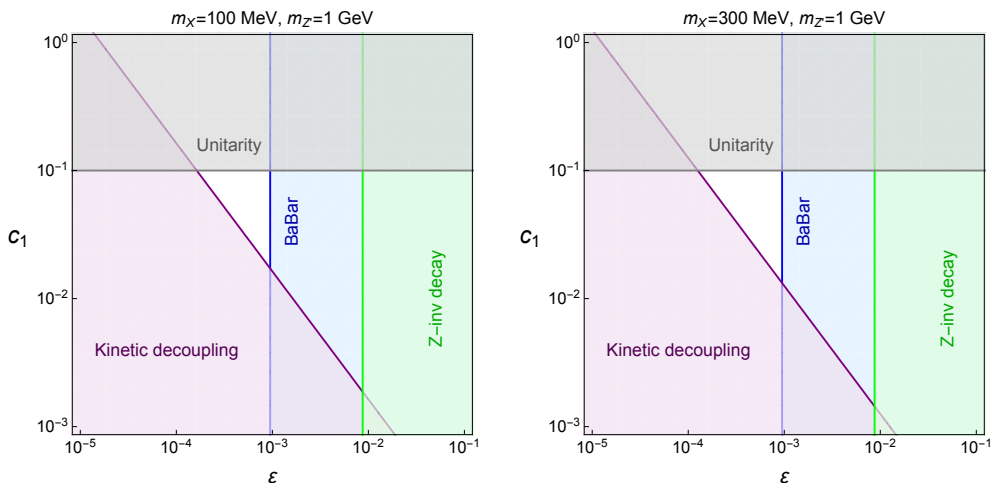 m_X=100 MeV, m_Z'=1 GeV
10^0
Unitarity
10^-1
BaBar
c_1
10^-2
Z-inv decay
Kinetic decoupling
10^-3
10^-5 10^-4 10^-3 10^-2 10^-1
ε
m_X=300 MeV, m_Z'=1 GeV
10^0
Unitarity
10^-1
BaBar
c_1
10^-2
Z-inv decay
Kinetic decoupling
10^-3
10^-5 10^-4 10^-3 10^-2 10^-1
ε